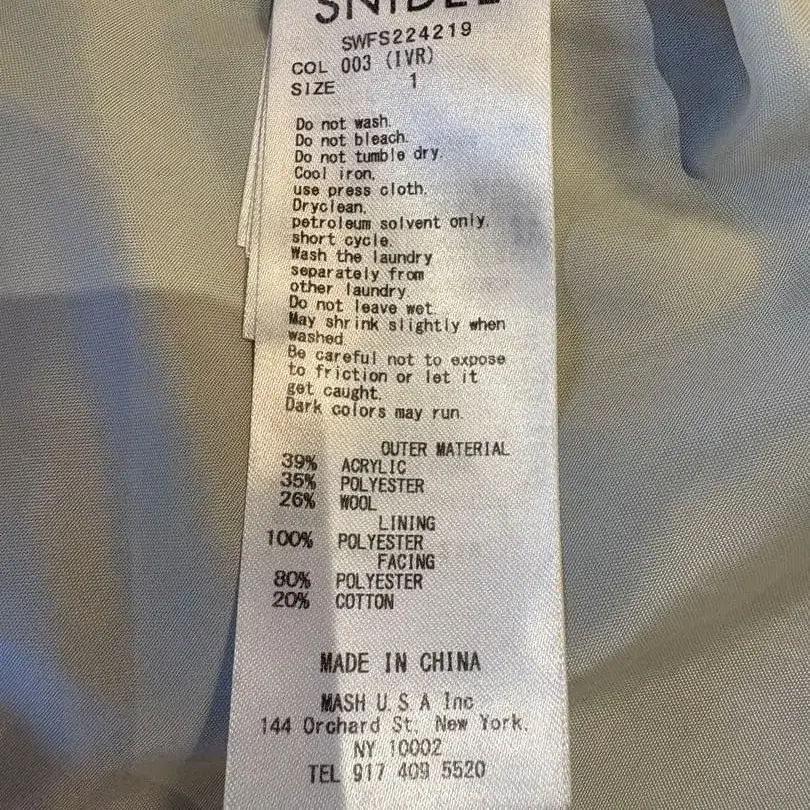 SNIDEL
SWFS224219
COL 003 (IVR)
SIZE 1
Do not wash.
Do not bleach.
Do not tumble dry.
Cool iron,
use press cloth.
Dryclean,
petroleum solvent only.
short cycle.
Wash the laundry
separately from
other laundry.
Do not leave wet.
May shrink slightly when
washed
Be careful not to expose
to friction or let it
get caught.
Dark colors may run.
OUTER MATERIAL
39% ACRYLIC
35% POLYESTER
26% WOOL
LINING
100% POLYESTER
FACING
80% POLYESTER
20% COTTON
MADE IN CHINA
MASH U.S.A Inc
144 Orchard St. New York.
NY 10002
TEL 917 409 5520